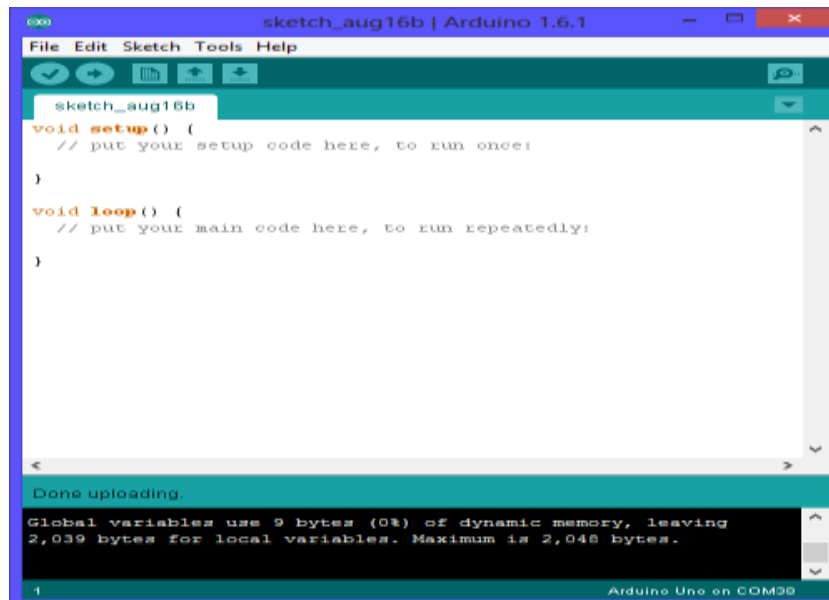 sketch_aug16b | Arduino 1.6.1
File Edit Sketch Tools Help
sketch_aug16b
void setup() {
// put your setup code here, to run once:
}
void loop() {
// put your main code here, to run repeatedly:
}
Done uploading.
Global variables use 9 bytes (0%) of dynamic memory, leaving
2,039 bytes for local variables. Maximum is 2,048 bytes.
1 Arduino Uno on